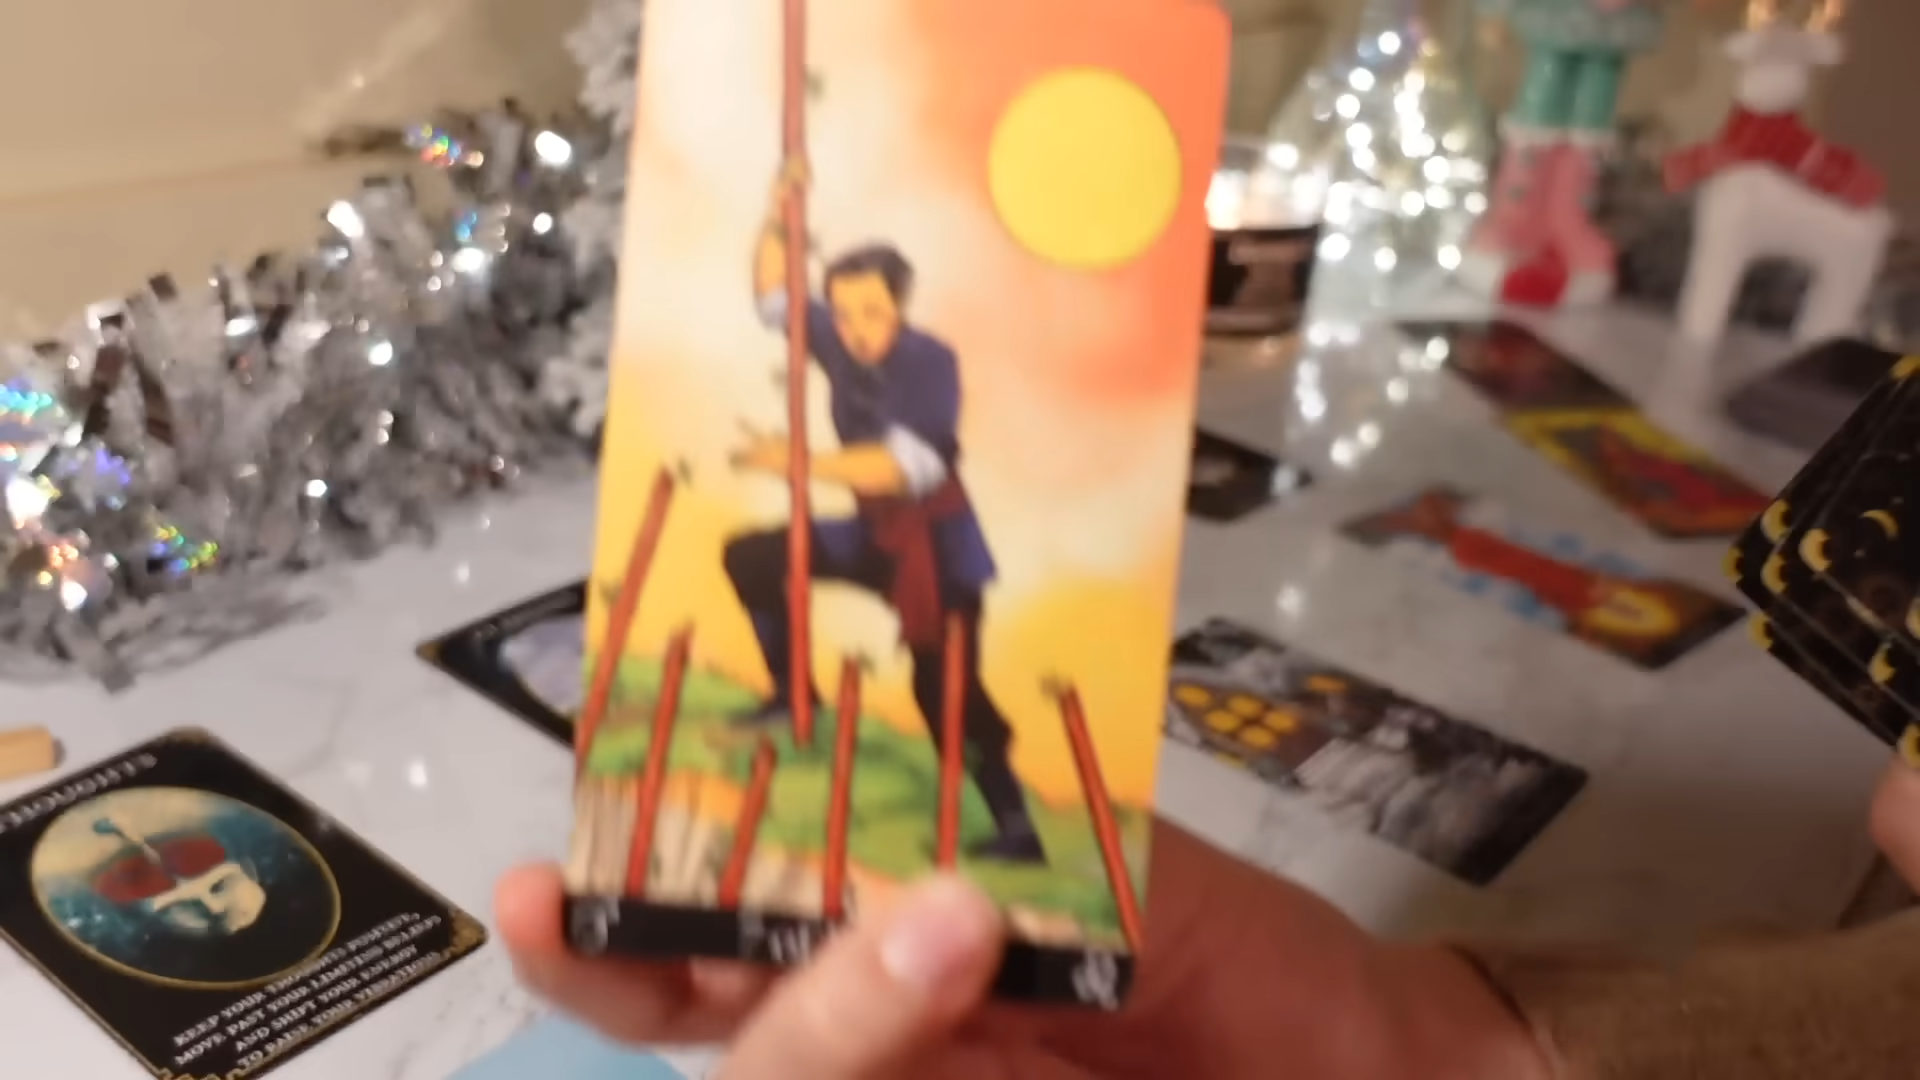 THOUGHTS
KEEP YOUR THOUGHTS POSITIVE,
MOVE PAST YOUR LIMITING BELIEFS
AND SHIFT YOUR ENERGY
TO RAISE YOUR VIBRATION